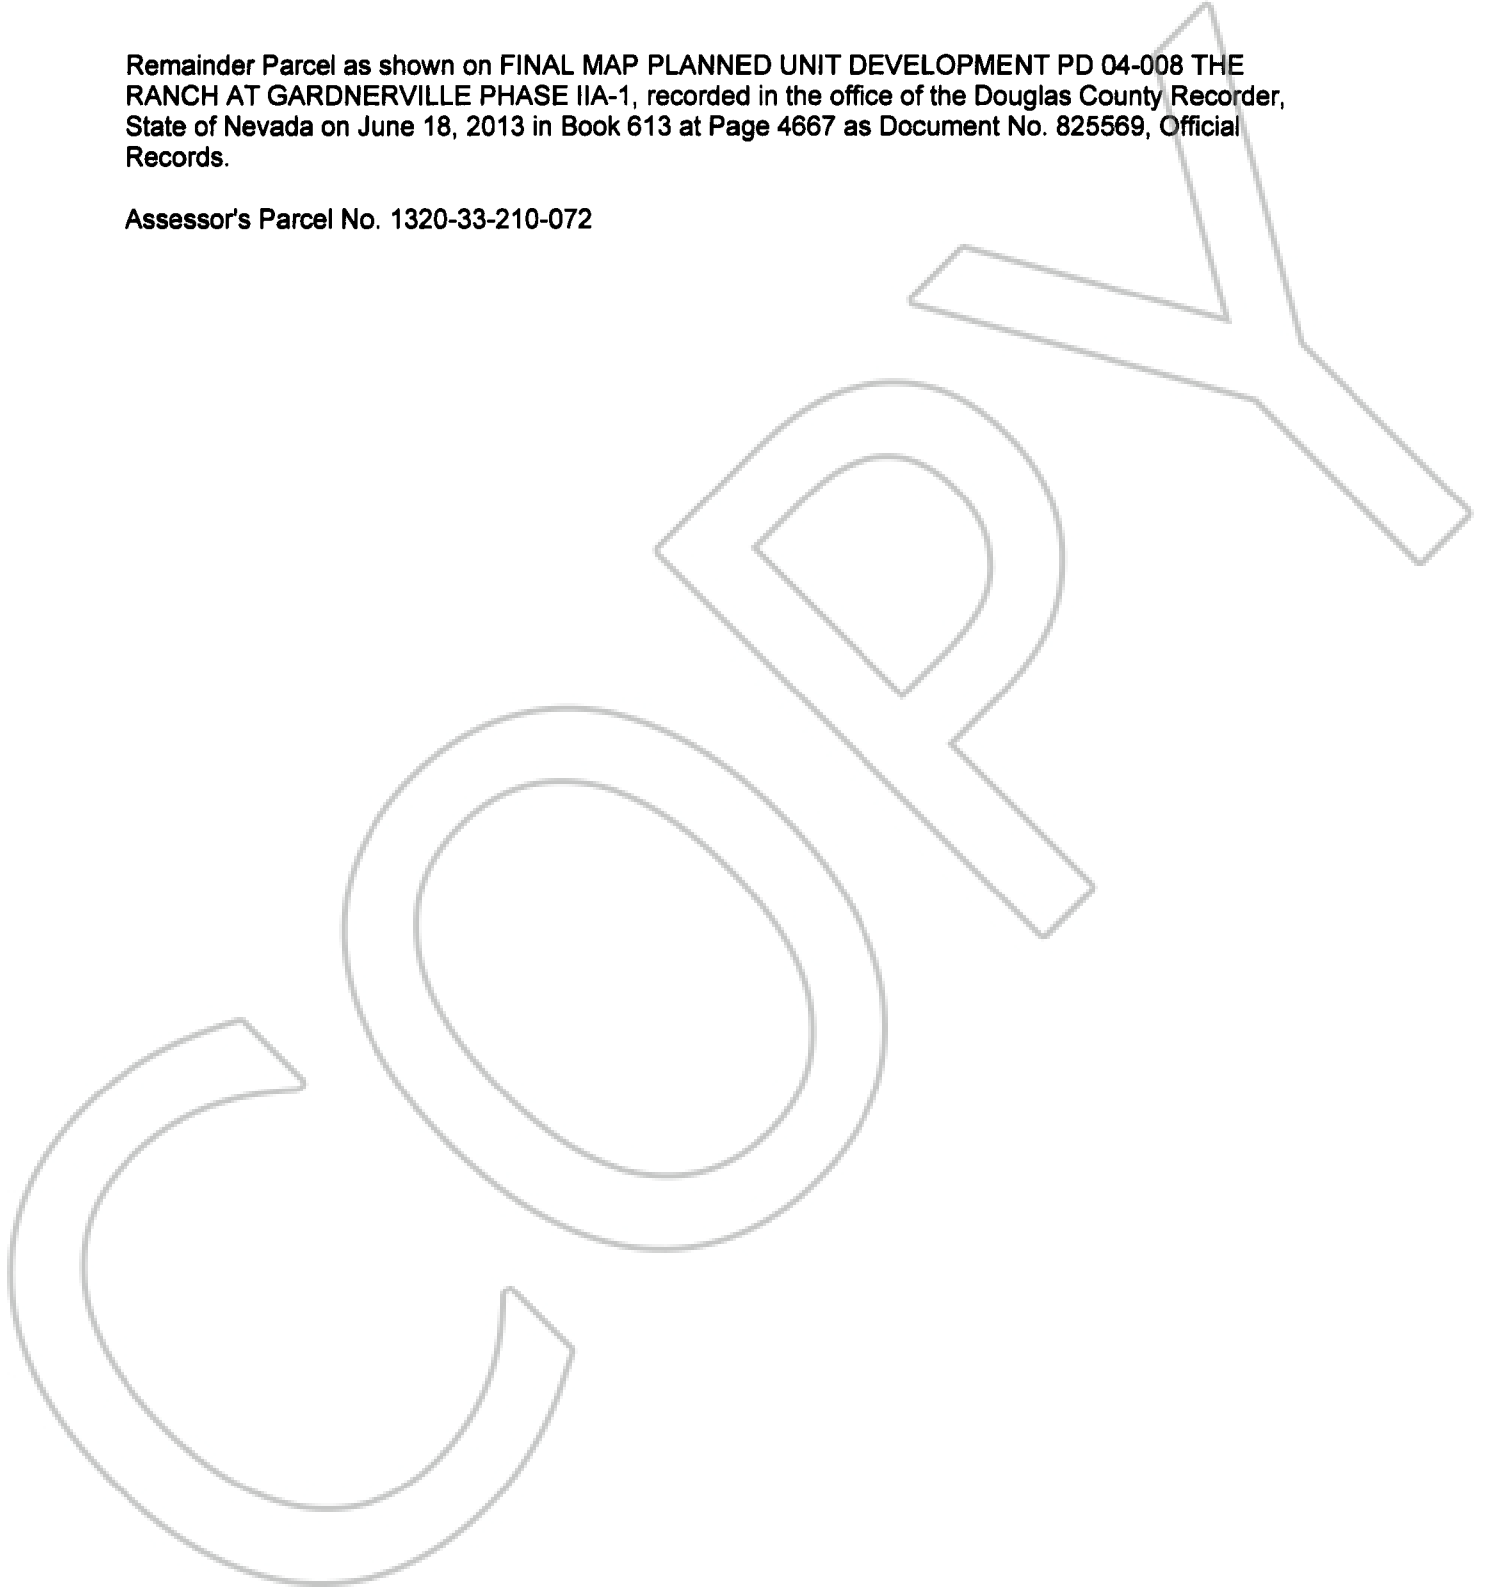 Remainder Parcel as shown on FINAL MAP PLANNED UNIT DEVELOPMENT PD 04-008 THE
RANCH AT GARDNERVILLE PHASE IIA-1, recorded in the office of the Douglas County Recorder,
State of Nevada on June 18, 2013 in Book 613 at Page 4667 as Document No. 825569, Official
Records.
Assessor's Parcel No. 1320-33-210-072
COPY